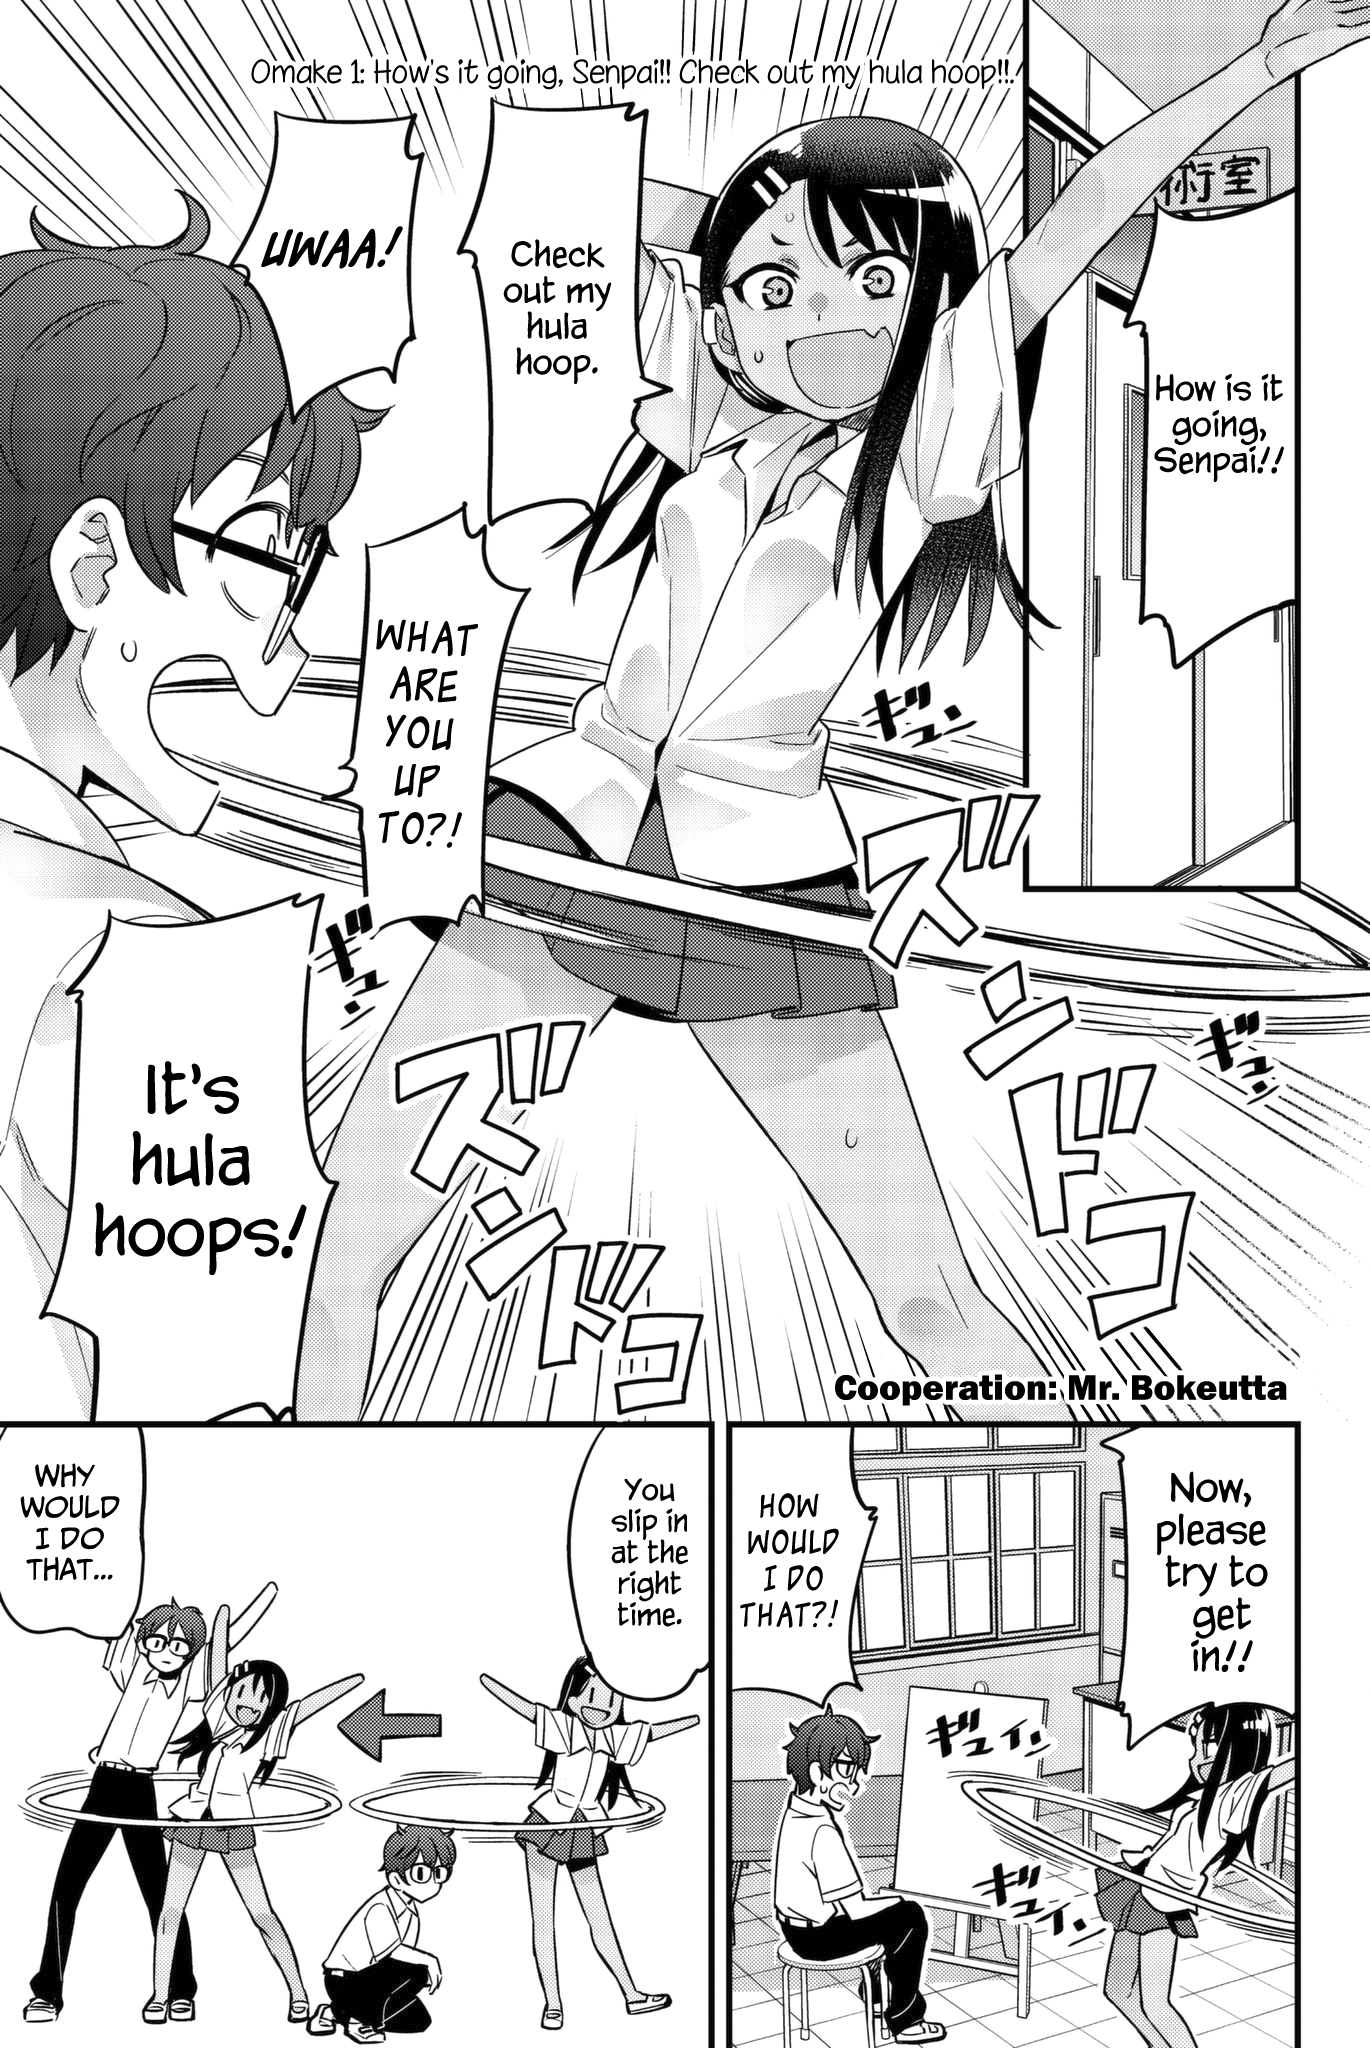 Omake 1: How's it going, Senpai!! Check out my hula hoop!!.
術室
How is it
going,
Senpai!!
Check
out my
hula
hoop.
UWAA!
WHAT
ARE
YOU
UP
TO?!
It's
hula
hoops!
ギュン
ズンドコ
ギュン
ズンドコ
ギュン
Cooperation: Mr. Bokeutta
Now,
please
try to
get
in!!
HOW
WOULD
I DO
THAT?!
ギュイン
ギュイン
You
slip in
at the
right
time.
WHY
WOULD
I DO
THAT...